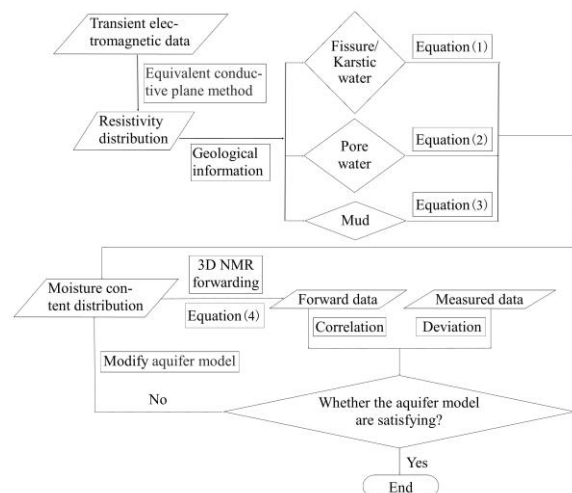 Transient elec-
tromagnetic data
Equivalent conduc-
tive plane method
Resistivity
distribution
Geological
information
Fissure/
Karstic
water
Equation(1)
Pore
water
Equation(2)
Mud
Equation(3)
Moisture con-
tent distribution
3D NMR
forwarding
Equation(4)
Forward data
Measured data
Correlation
Deviation
Modify aquifer model
No
Whether the aquifer model
are satisfying?
Yes
End